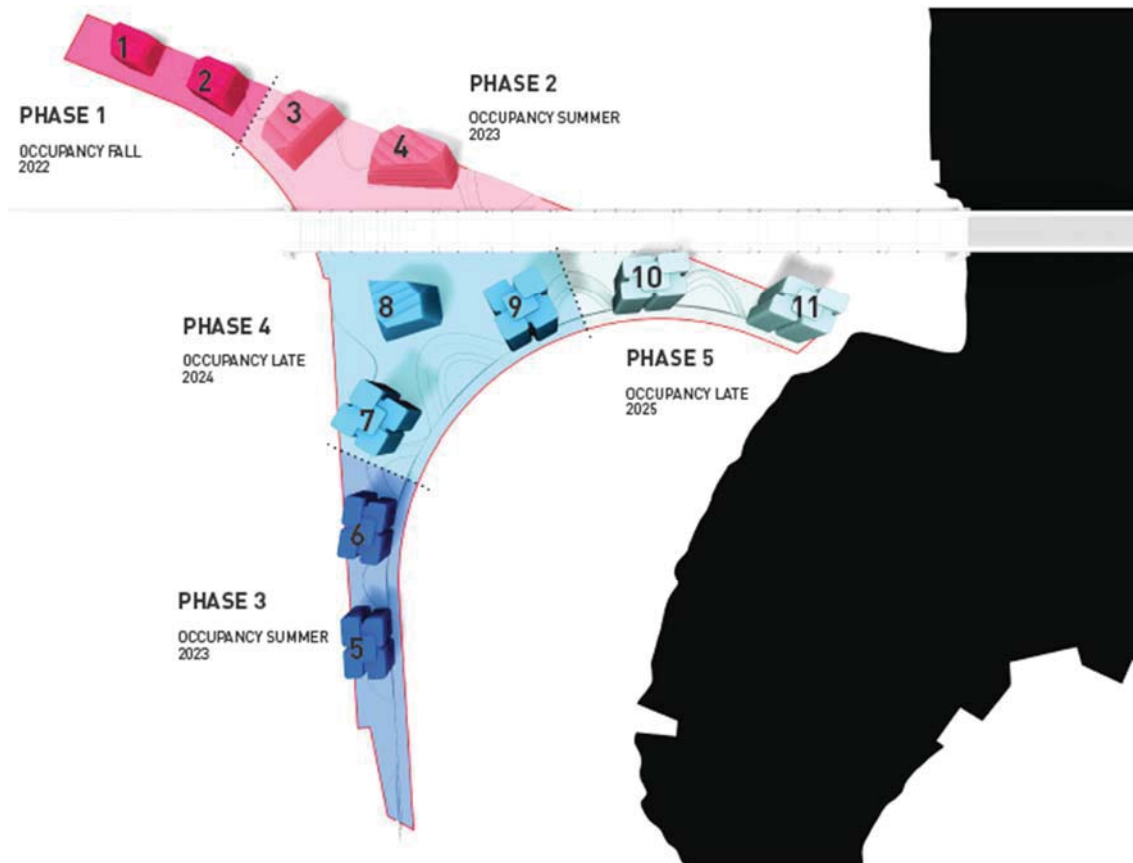 1
2
PHASE 1
OCCUPANCY FALL
2022
3
4
PHASE 2
OCCUPANCY SUMMER
2023
8
9
10
11
PHASE 4
OCCUPANCY LATE
2024
7
PHASE 5
OCCUPANCY LATE
2025
6
PHASE 3
OCCUPANCY SUMMER
2023
5